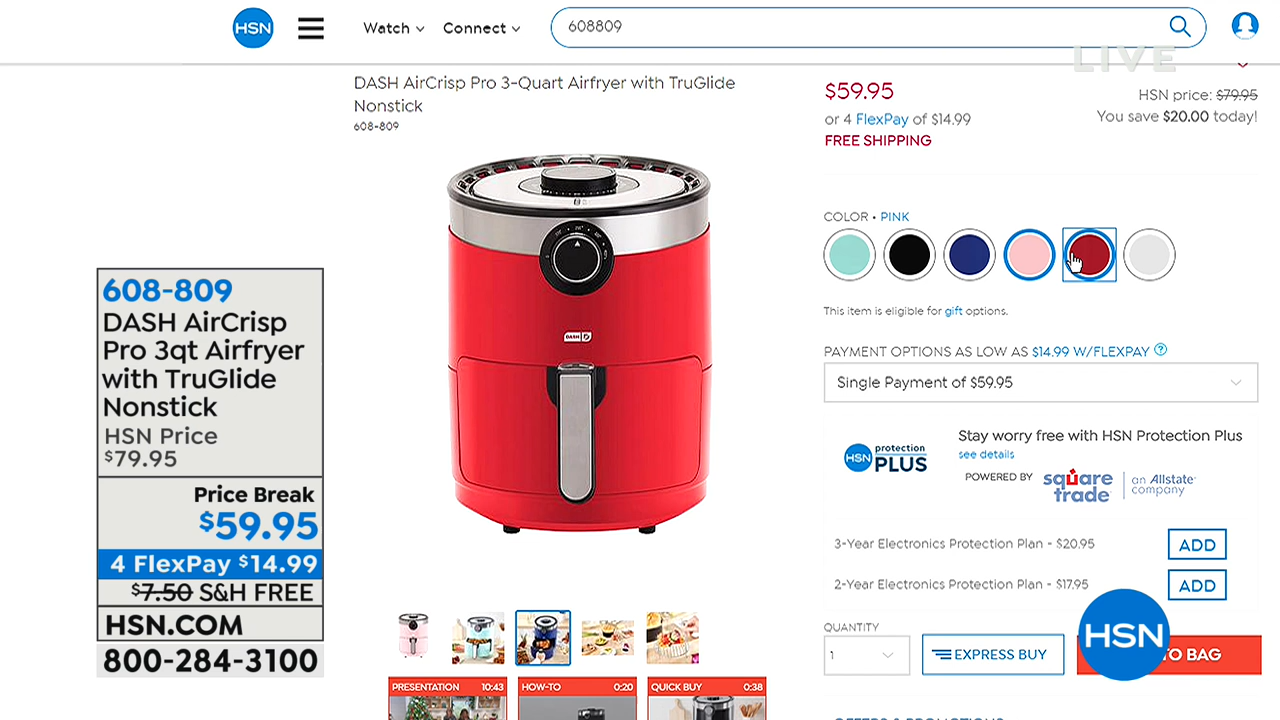 HSN
Watch
Connect
608809
LIVE
DASH AirCrisp Pro 3-Quart Airfryer with TruGlide
Nonstick
608-809
$59.95
HSN price: $79.95
or 4 FlexPay of $14.99
You save $20.00 today!
FREE SHIPPING
COLOR • PINK
This item is eligible for gift options.
PAYMENT OPTIONS AS LOW AS $14.99 W/FLEXPAY ?
Single Payment of $59.95
HSN protection PLUS
Stay worry free with HSN Protection Plus
see details
POWERED BY square trade | an Allstate company
3-Year Electronics Protection Plan - $20.95
ADD
2-Year Electronics Protection Plan - $17.95
ADD
QUANTITY
1
EXPRESS BUY
TO BAG
HSN
608-809
DASH AirCrisp
Pro 3qt Airfryer
with TruGlide
Nonstick
HSN Price
$79.95
Price Break
$59.95
4 FlexPay $14.99
$7.50 S&H FREE
HSN.COM
800-284-3100
DASH
PRESENTATION 10:43
HOW-TO 0:20
QUICK BUY 0:38
OFFERS & PROMOTIONS